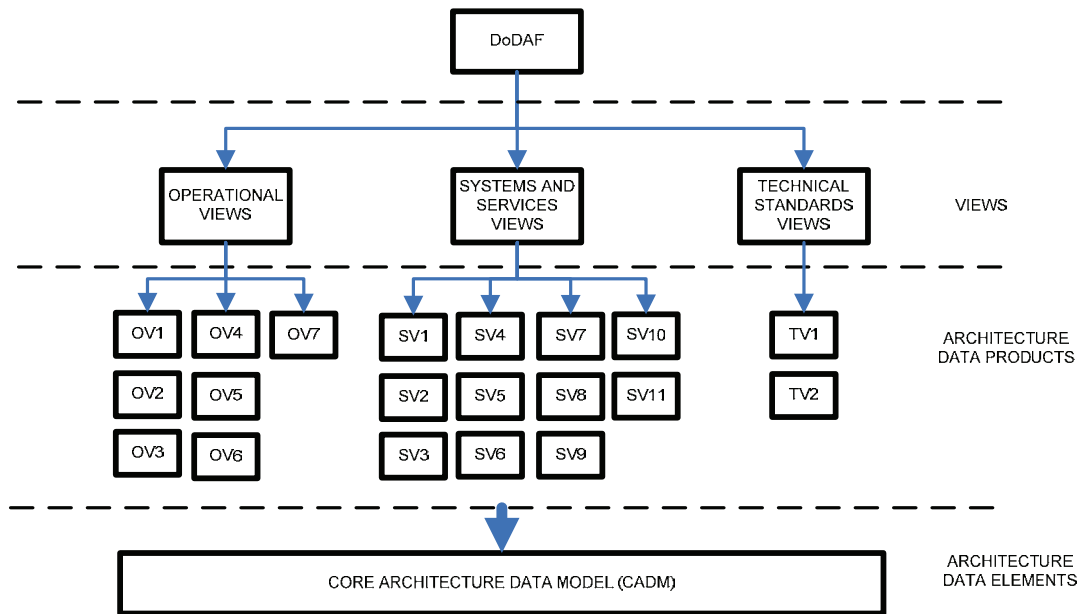 DoDAF
OPERATIONAL
VIEWS
SYSTEMS AND
SERVICES
VIEWS
TECHNICAL
STANDARDS
VIEWS
VIEWS
OV1
OV4
OV7
SV1
SV4
SV7
SV10
TV1
ARCHITECTURE
DATA PRODUCTS
OV2
OV5
SV2
SV5
SV8
SV11
TV2
OV3
OV6
SV3
SV6
SV9
CORE ARCHITECTURE DATA MODEL (CADM)
ARCHITECTURE
DATA ELEMENTS